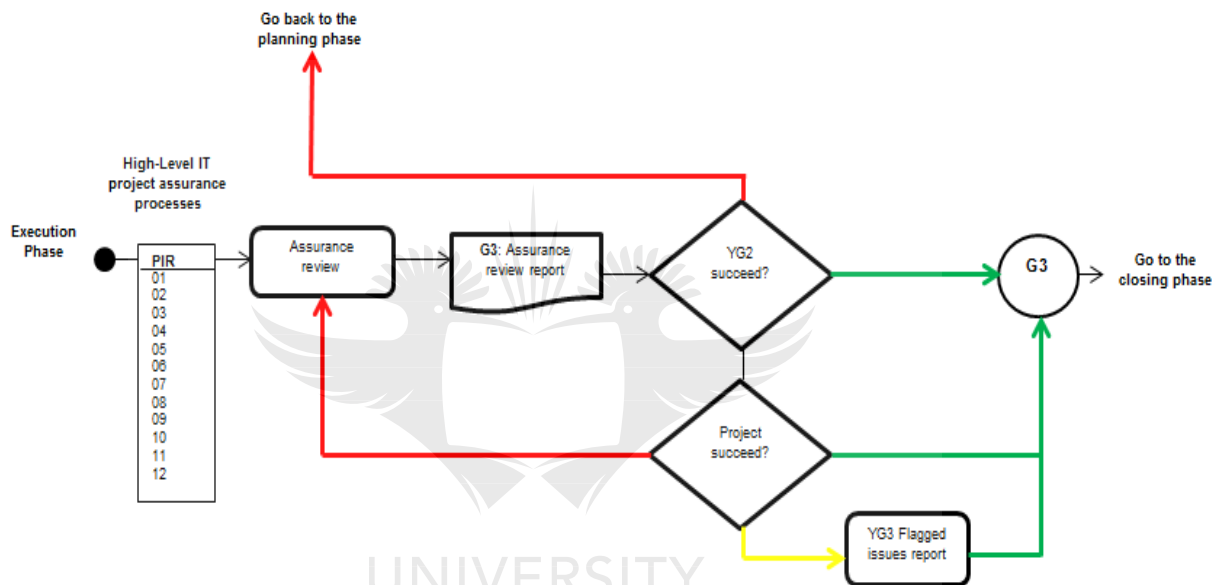 Go back to the
planning phase
High-Level IT
project assurance
processes
Execution
Phase
PIR
01
02
03
04
05
06
07
08
09
10
11
12
Assurance
review
G3: Assurance
review report
YG2
succeed?
G3
Go to the
closing phase
Project
succeed?
YG3 Flagged
issues report
UNIVERSITY